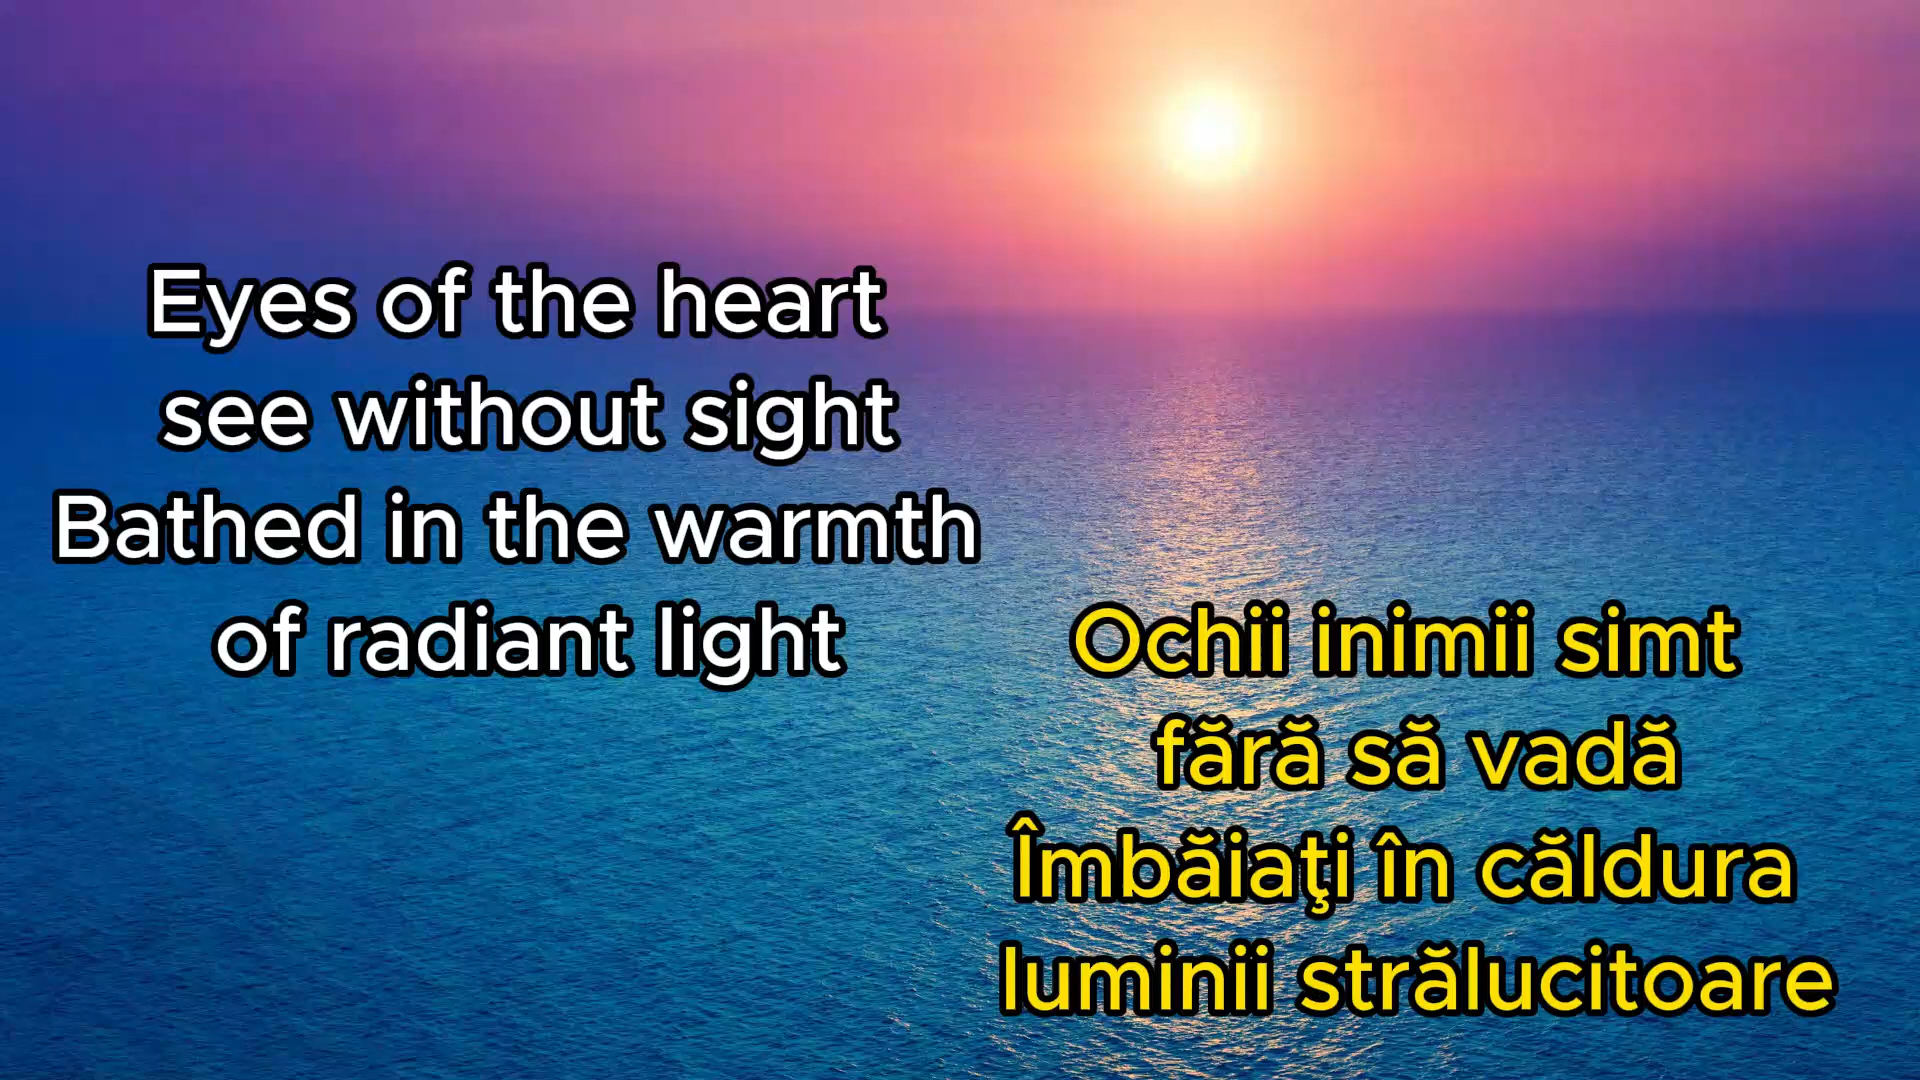 Eyes of the heart
see without sight
Bathed in the warmth
of radiant light
Ochii inimii simt
fără să vadă
Îmbăiaţi în căldura
luminii strălucitoare